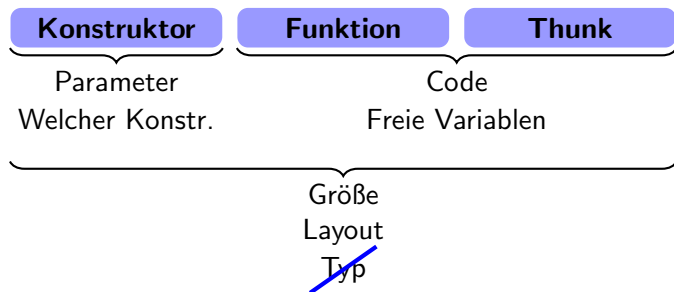 Konstruktor Funktion Thunk
Parameter Code
Welcher Konstr. Freie Variablen
Größe
Layout
Typ